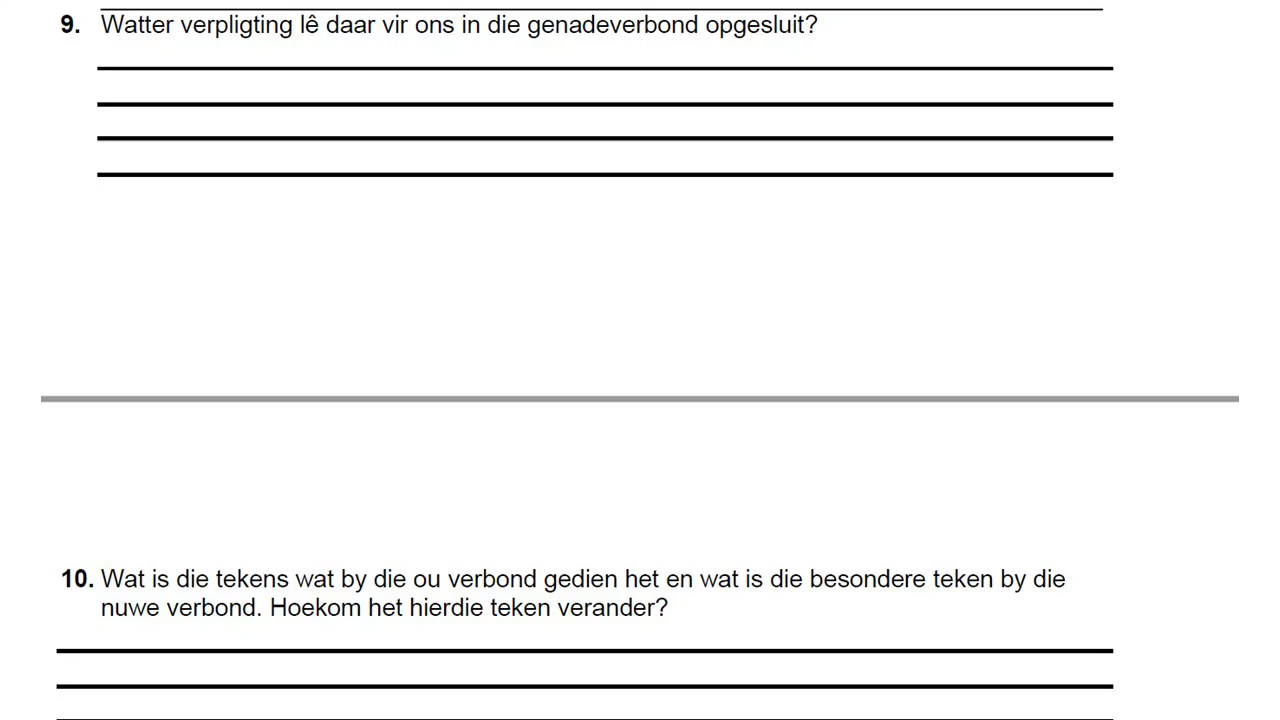 9. Watter verpligting lê daar vir ons in die genadeverbond opgesluit?
10. Wat is die tekens wat by die ou verbond gedien het en wat is die besondere teken by die
nuwe verbond. Hoekom het hierdie teken verander?